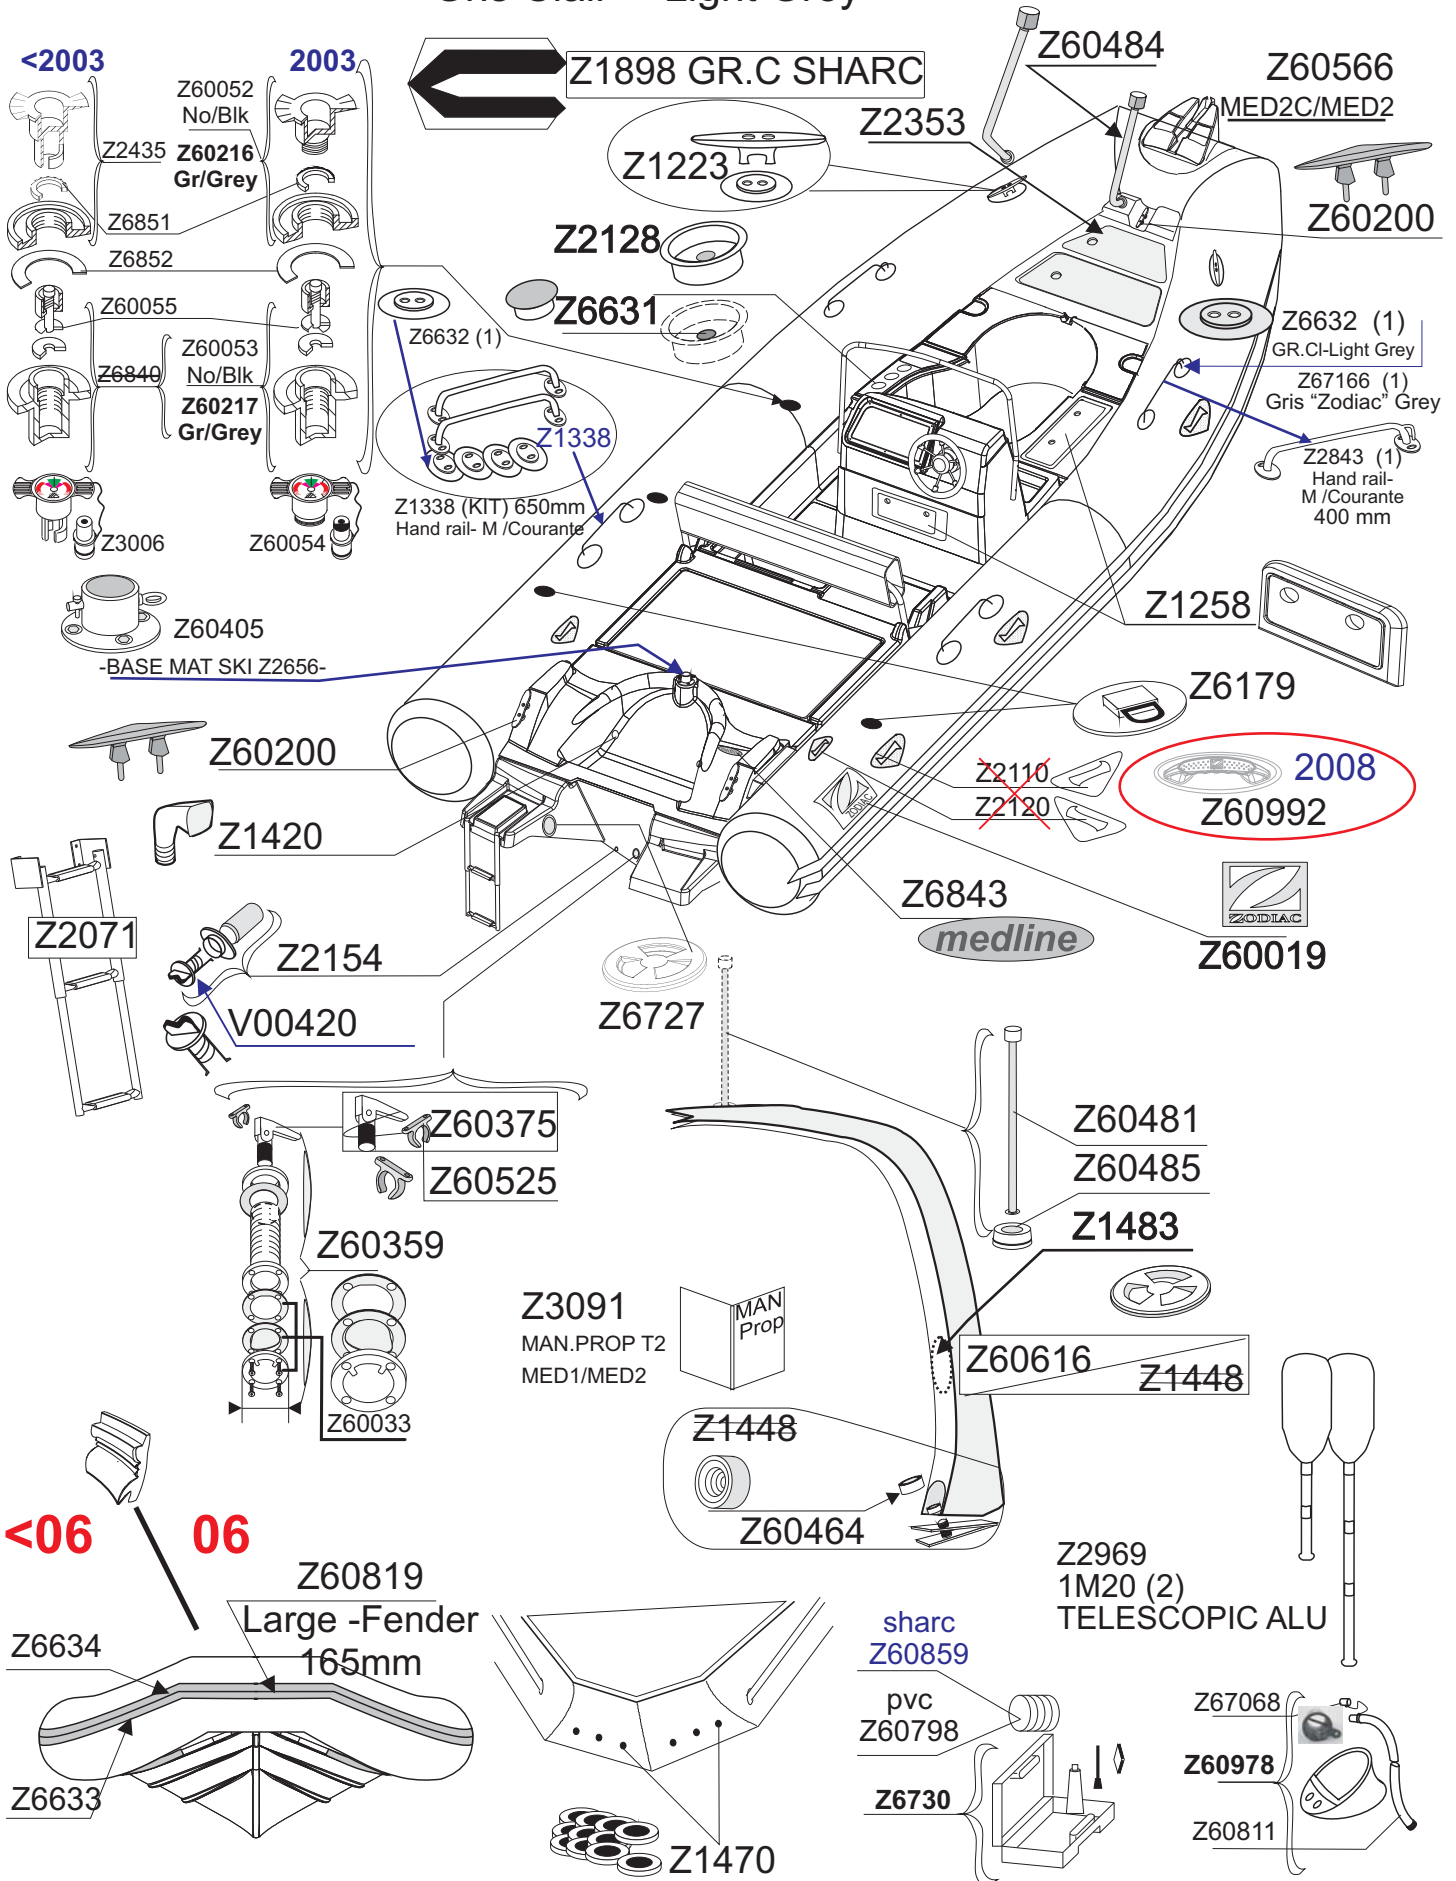 Gris Clair - Light Grey
<2003
2003
Z60052
No/Blk
Z60216
Gr/Grey
Z2435
Z6851
Z6852
Z60055
Z60053
No/Blk
Z6840
Z60217
Gr/Grey
Z3006
Z60054
Z60405
-BASE MAT SKI Z2656-
Z1898 GR.C SHARC
Z1223
Z2128
Z6631
Z6632 (1)
Z1338
Z1338 (KIT) 650mm
Hand rail- M /Courante
Z60484
Z2353
Z60566
MED2C/MED2
Z60200
Z6632 (1)
GR.Cl-Light Grey
Z67166 (1)
Gris "Zodiac" Grey
Z2843 (1)
Hand rail-
M /Courante
400 mm
Z1258
Z6179
Z2110
Z2120
2008
Z60992
Z60200
Z1420
Z2071
Z2154
V00420
ZODIAC
Z6843
medline
ZODIAC
Z60019
Z6727
Z60375
Z60525
Z60359
Z60033
Z60481
Z60485
Z1483
Z3091
MAN.PROP T2
MED1/MED2
MAN
Prop
Z60616
Z1448
Z1448
Z60464
<06
06
Z60819
Large -Fender
165mm
Z6634
Z6633
Z1470
Z2969
1M20 (2)
TELESCOPIC ALU
sharc
Z60859
pvc
Z60798
Z6730
Z67068
Z60978
Z60811